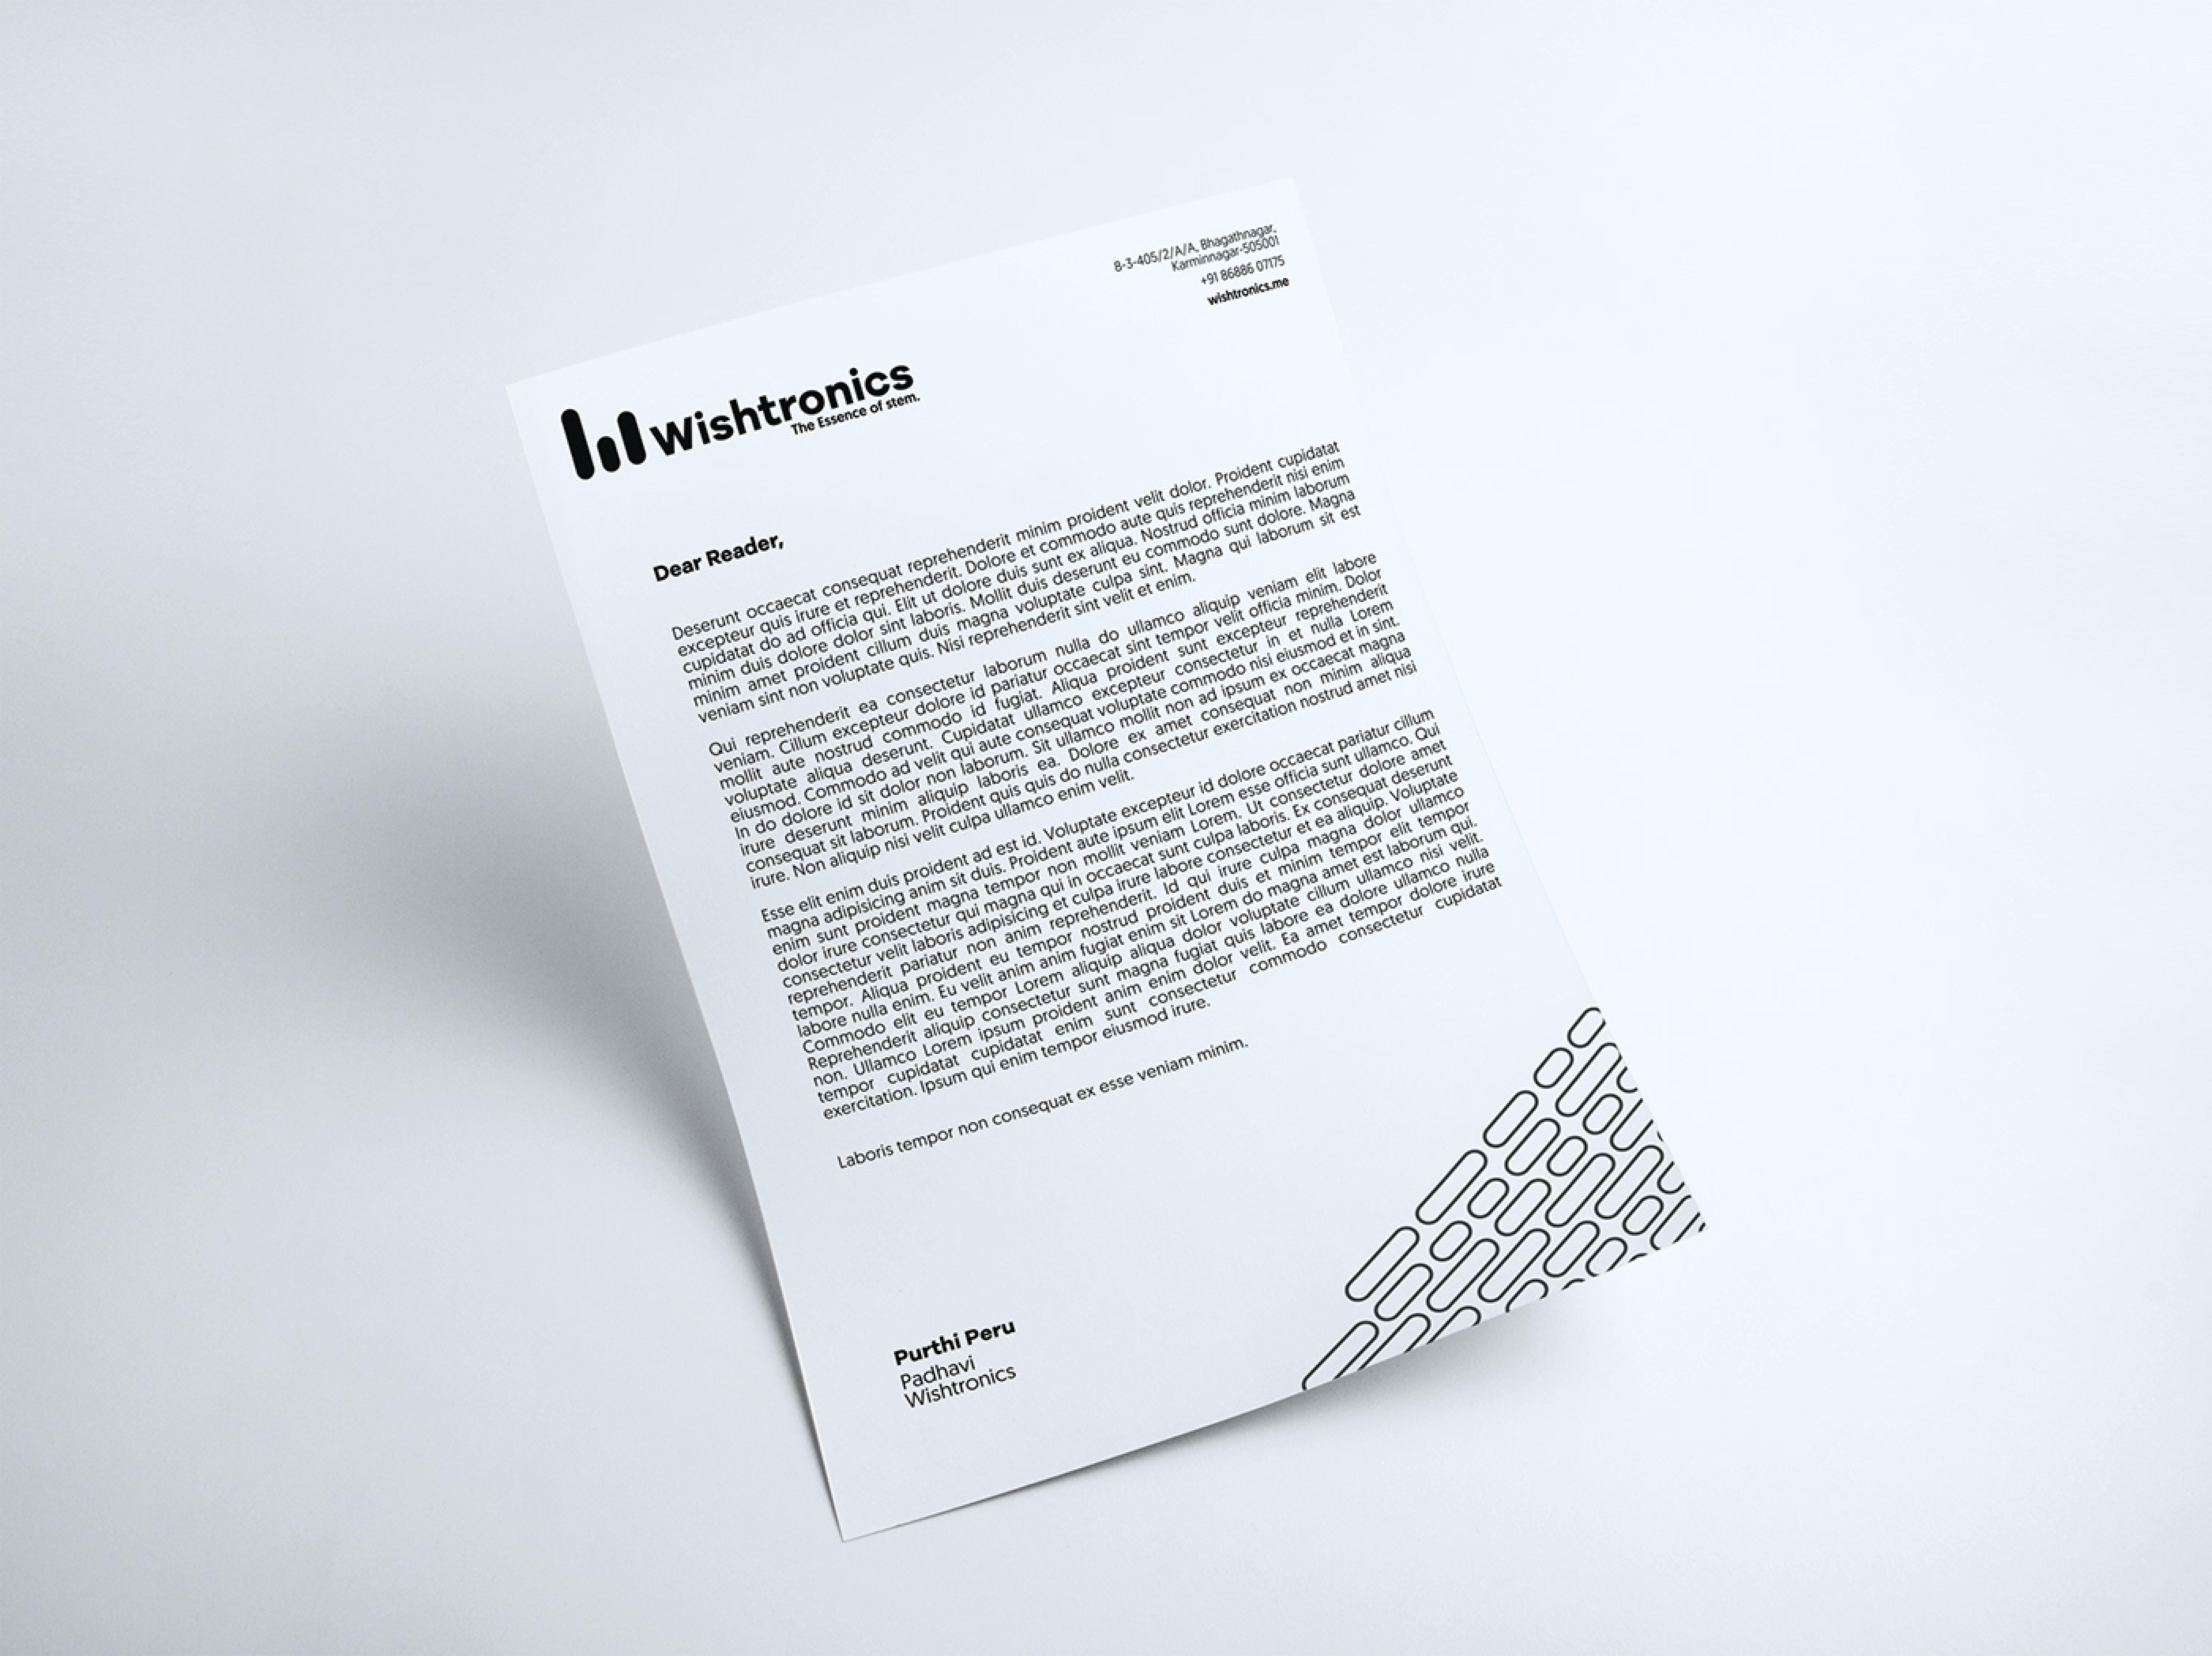 8-3-405/2/A/A, Bhagathnagar,
Karminnagar-505001
+91 86886 07175
wishtronics.me
Wishtronics
The Essence of stem.
Dear Reader,
Deserunt occaecat consequat reprehenderit minim proident velit dolor. Proident cupidatat
excepteur quis irure et reprehenderit. Dolore et commodo aute quis reprehenderit nisi enim
cupidatat do ad officia qui. Elit ut dolore duis sunt ex aliqua. Nostrud officia minim laborum
minim duis dolore dolor sint laboris. Mollit duis deserunt eu commodo sunt dolore. Magna
minim amet proident cillum duis magna voluptate culpa sint. Magna qui laborum sit est
veniam sint non voluptate quis. Nisi reprehenderit sint velit et enim.
Qui reprehenderit ea consectetur laborum nulla do ullamco aliquip veniam elit labore
veniam. Cillum excepteur dolore id pariatur occaecat sint tempor velit officia minim. Dolor
mollit aute nostrud commodo id fugiat. Aliqua proident sunt excepteur reprehenderit
voluptate aliqua deserunt. Cupidatat ullamco excepteur consectetur in et nulla Lorem
eiusmod. Commodo ad velit qui aute consequat voluptate commodo nisi eiusmod et in sint.
In do dolore id sit dolor non laborum. Sit ullamco mollit non ad ipsum ex occaecat magna
irure deserunt minim aliquip laboris ea. Dolore ex amet consequat non minim aliqua
consequat sit laborum. Proident quis quis do nulla consectetur exercitation nostrud amet nisi
irure. Non aliquip nisi velit culpa ullamco enim velit.
Esse elit enim duis proident ad est id. Voluptate excepteur id dolore occaecat pariatur cillum
magna adipisicing anim sit duis. Proident aute ipsum elit Lorem esse officia sunt ullamco. Qui
enim sunt proident magna tempor non mollit veniam Lorem. Ut consectetur dolore amet
dolor irure consectetur qui magna qui in occaecat sunt culpa laboris. Ex consequat deserunt
consectetur velit laboris adipisicing et culpa irure labore consectetur et ea aliquip. Voluptate
reprehenderit pariatur non anim reprehenderit. Id qui irure culpa magna dolor ullamco
tempor. Aliqua proident eu tempor nostrud proident duis et minim tempor elit tempor
labore nulla enim. Eu velit anim anim fugiat enim sit Lorem do magna amet est laborum qui.
Commodo elit eu tempor Lorem aliquip aliqua dolor voluptate cillum ullamco nisi velit.
Reprehenderit aliquip consectetur sunt magna fugiat quis labore ea dolore ullamco nulla
non. Ullamco Lorem ipsum proident anim enim dolor velit. Ea amet tempor dolore irure
tempor cupidatat cupidatat enim sunt consectetur commodo consectetur cupidatat
exercitation. Ipsum qui enim tempor eiusmod irure.
Laboris tempor non consequat ex esse veniam minim.
Purthi Peru
Padhavi
Wishtronics